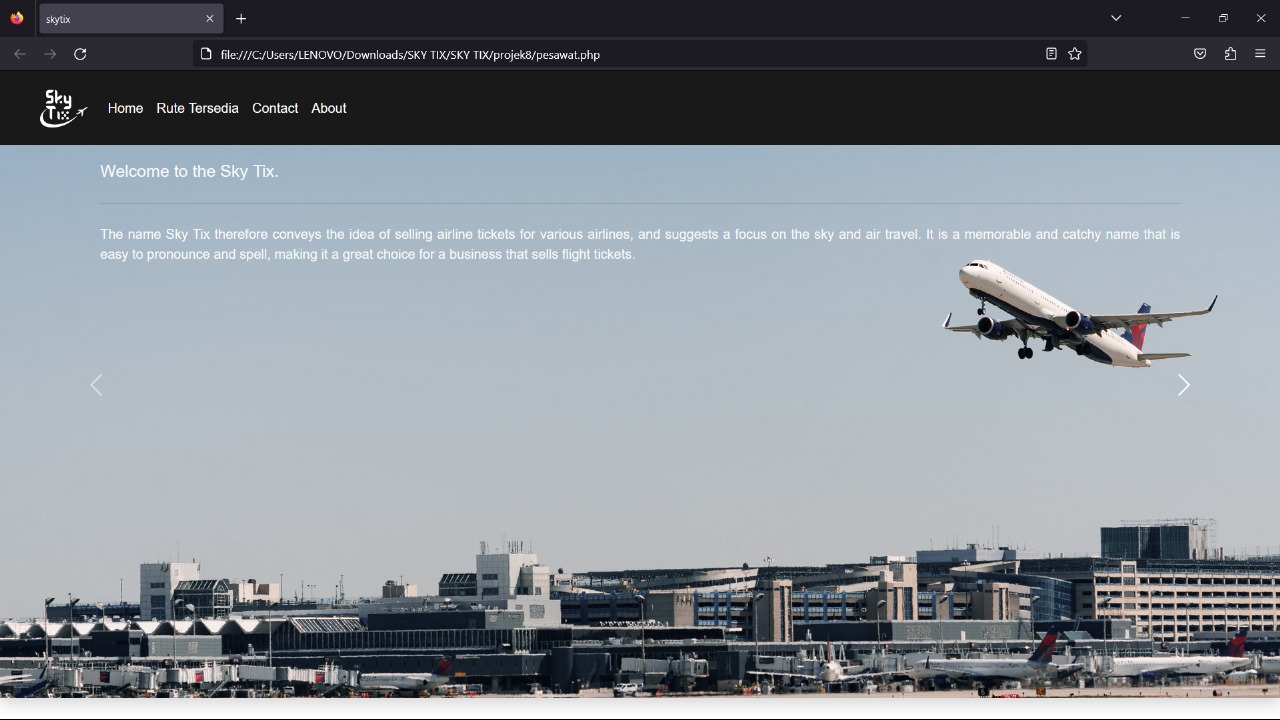 skytix
file:///C:/Users/LENOVO/Downloads/SKY TIX/SKY TIX/projek8/pesawat.php
Sky
Tix
Home Rute Tersedia Contact About
Welcome to the Sky Tix.
The name Sky Tix therefore conveys the idea of selling airline tickets for various airlines, and suggests a focus on the sky and air travel. It is a memorable and catchy name that is
easy to pronounce and spell, making it a great choice for a business that sells flight tickets.